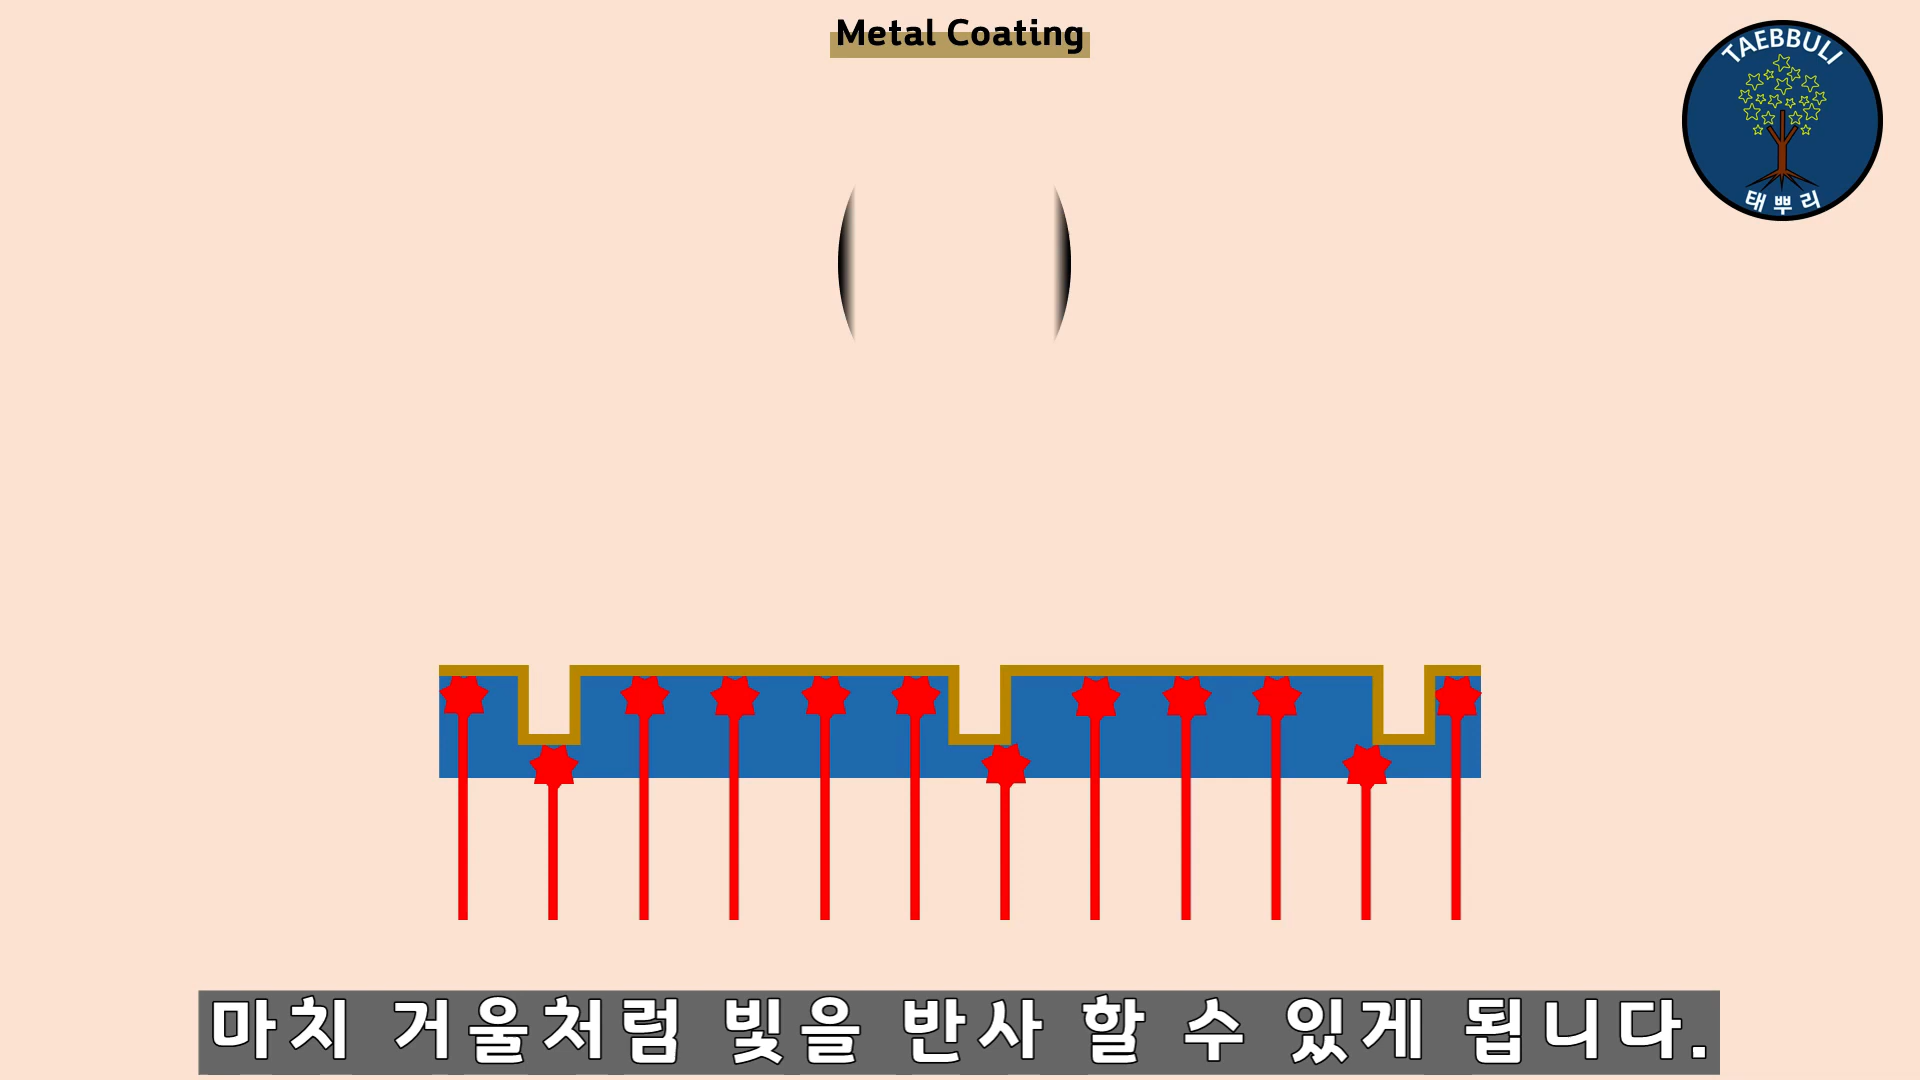 Metal Coating
TAEBBULI
태뿌리
마치 거울처럼 빛을 반사 할 수 있게 됩니다.